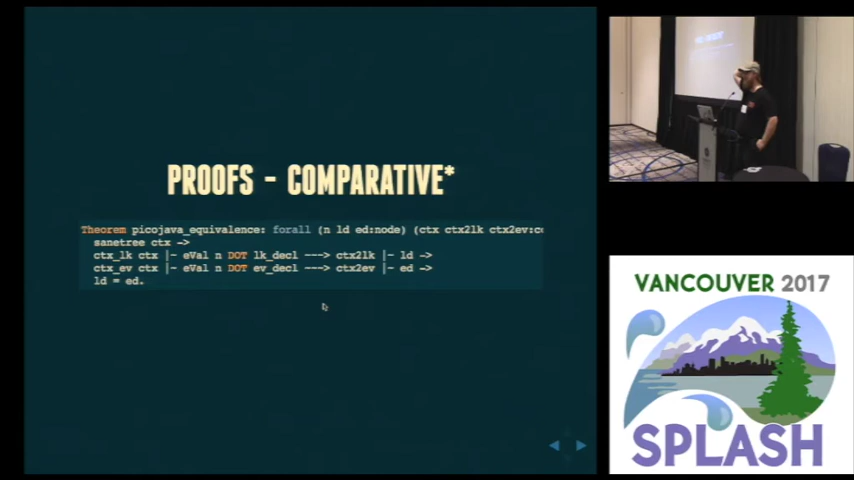 PROOFS - COMPARATIVE*
Theorem picojava_equivalence: forall (n ld ed:node) (ctx ctx2lk ctx2ev:co
sanetree ctx ->
ctx_lk ctx |- eVal n DOT lk_decl ---> ctx2lk |- ld ->
ctx_ev ctx |- eVal n DOT ev_decl ---> ctx2ev |- ed ->
ld = ed.
VANCOUVER 2017
SPLASH